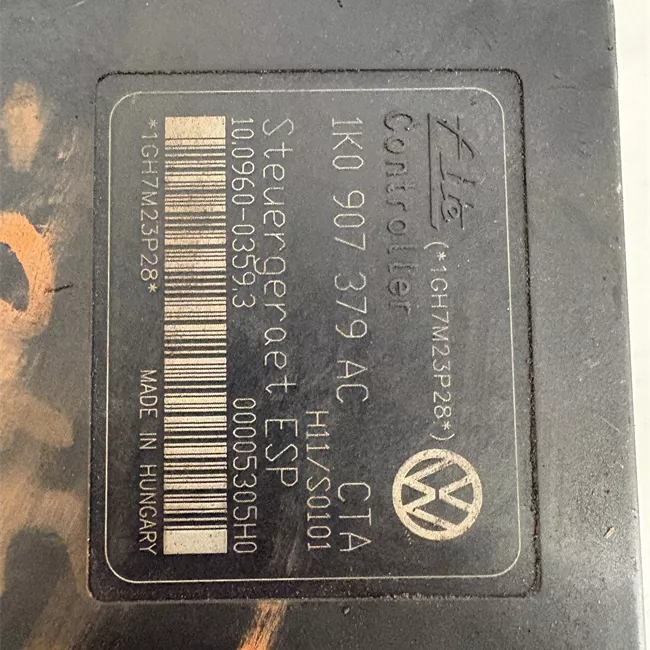 Ate (*1GH7M23P28*)
Controller
1K0 907 379 AC CTA
H11/S0101
Steuergeraet ESP
10.0960-0359.3 00005305H0
*1GH7M23P28* MADE IN HUNGARY